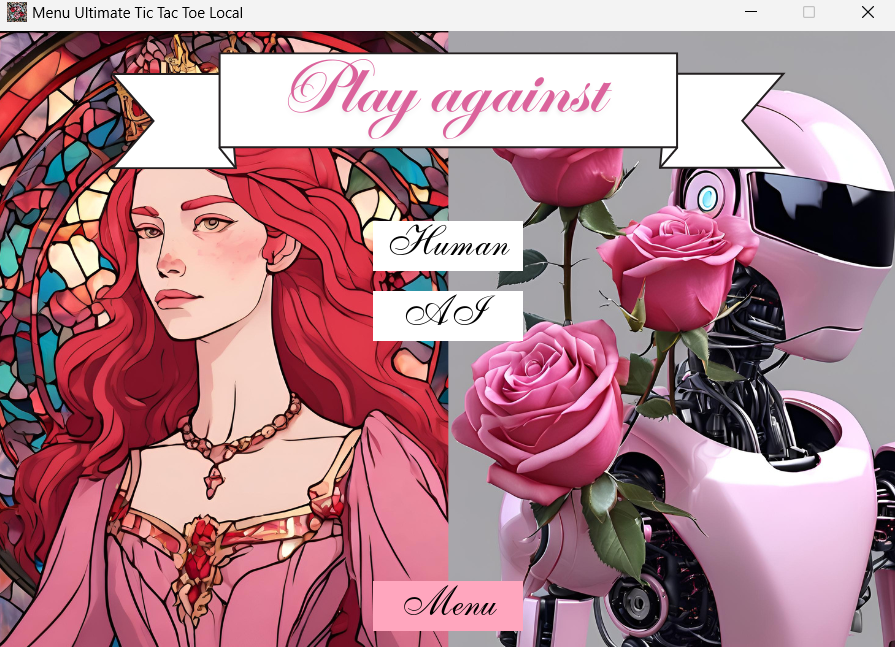 Menu Ultimate Tic Tac Toe Local
Play against
Human
AI
Menu